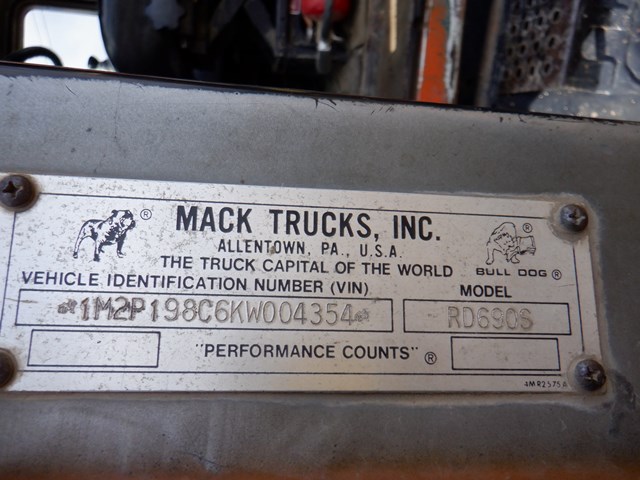 ®
MACK TRUCKS, INC.
ALLENTOWN, PA., U.S.A.
THE TRUCK CAPITAL OF THE WORLD
®
BULL DOG ®
VEHICLE IDENTIFICATION NUMBER (VIN)
MODEL
1M2P198C6KW004354
RD690S
"PERFORMANCE COUNTS" ®
4MR2575A